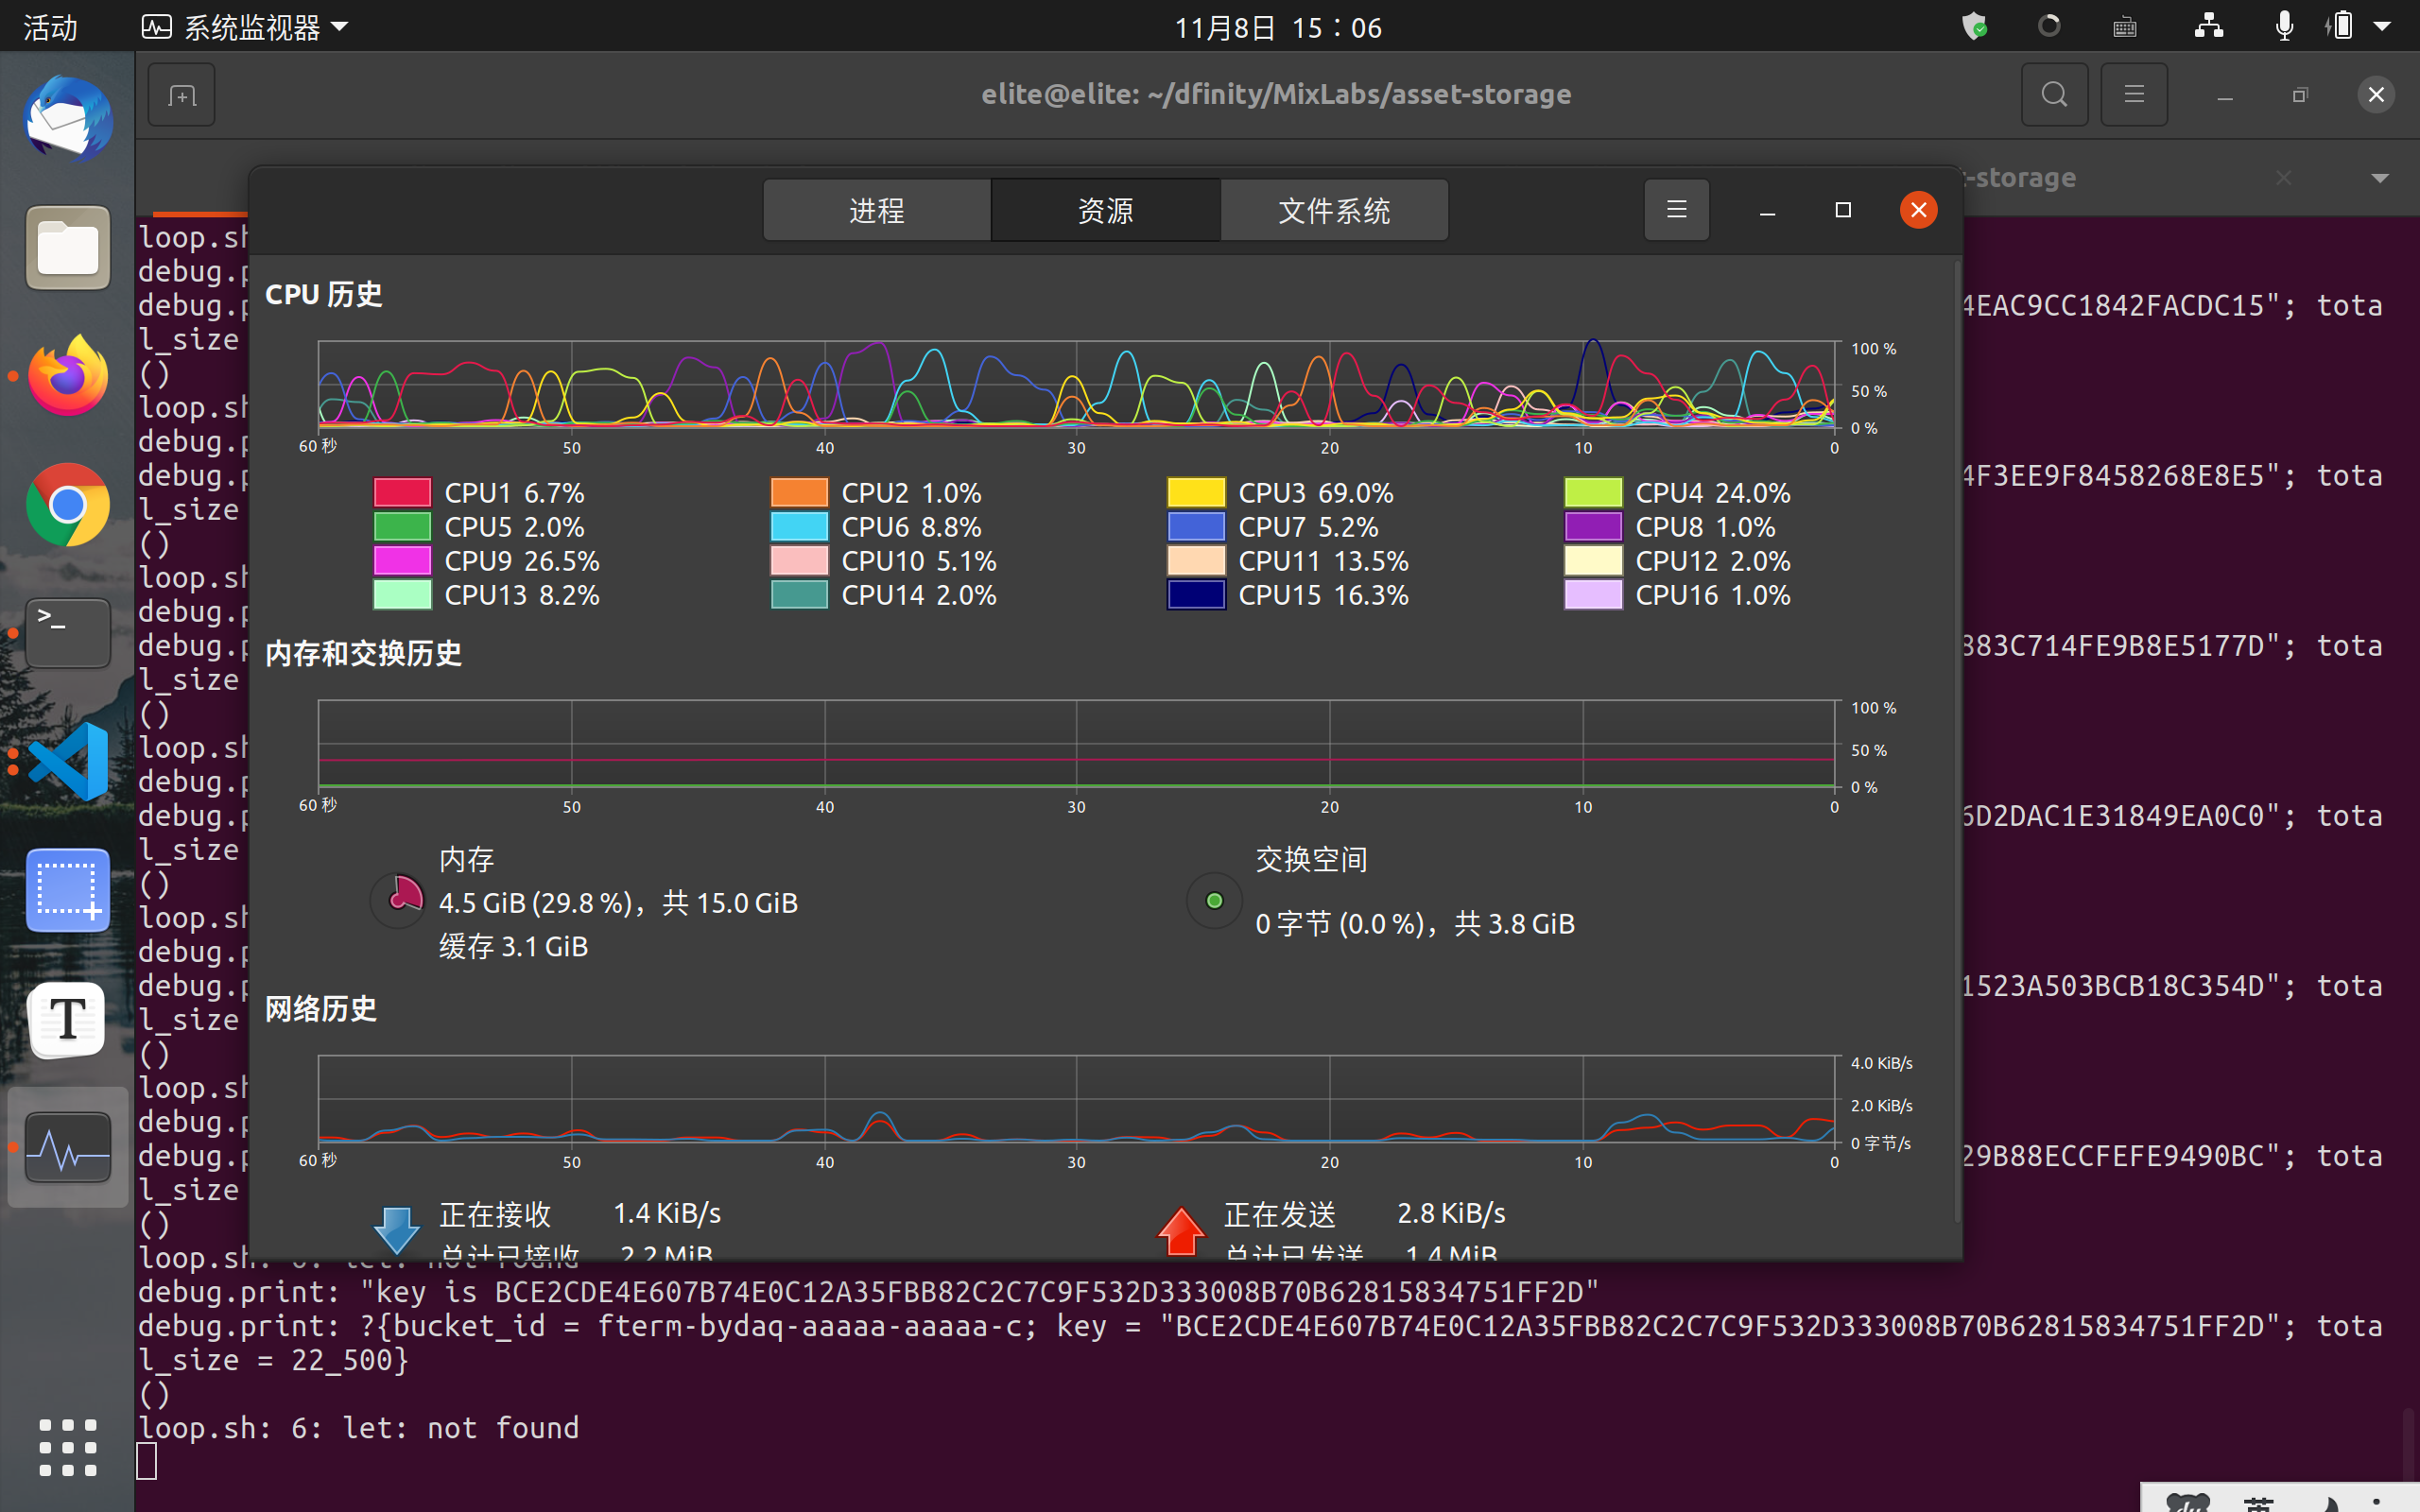 活动
系统监视器
11月8日 15：06
elite@elite: ~/dfinity/MixLabs/asset-storage
-storage
进程
资源
文件系统
CPU 历史
100 %
50 %
0 %
60 秒 50 40 30 20 10 0
CPU1 6.7% CPU2 1.0% CPU3 69.0% CPU4 24.0%
CPU5 2.0% CPU6 8.8% CPU7 5.2% CPU8 1.0%
CPU9 26.5% CPU10 5.1% CPU11 13.5% CPU12 2.0%
CPU13 8.2% CPU14 2.0% CPU15 16.3% CPU16 1.0%
内存和交换历史
100 %
50 %
0 %
60 秒 50 40 30 20 10 0
内存
4.5 GiB (29.8 %)，共 15.0 GiB
缓存 3.1 GiB
交换空间
0 字节 (0.0 %)，共 3.8 GiB
网络历史
4.0 KiB/s
2.0 KiB/s
0 字节/s
60 秒 50 40 30 20 10 0
正在接收 1.4 KiB/s
总计已接收 2.2 MiB
正在发送 2.8 KiB/s
总计已发送 1.4 MiB
loop.sh
debug.p
debug.p 4EAC9CC1842FACDC15"; tota
l_size
()
loop.sh
debug.p
debug.p 4F3EE9F8458268E8E5"; tota
l_size
()
loop.sh
debug.p
debug.p 883C714FE9B8E5177D"; tota
l_size
()
loop.sh
debug.p
debug.p 6D2DAC1E31849EA0C0"; tota
l_size
()
loop.sh
debug.p
debug.p 1523A503BCB18C354D"; tota
l_size
()
loop.sh
debug.p
debug.p 29B88ECCFEFE9490BC"; tota
l_size
()
loop.sh: 6: let: not found
debug.print: "key is BCE2CDE4E607B74E0C12A35FBB82C2C7C9F532D333008B70B62815834751FF2D"
debug.print: ?{bucket_id = fterm-bydaq-aaaaa-aaaaa-c; key = "BCE2CDE4E607B74E0C12A35FBB82C2C7C9F532D333008B70B62815834751FF2D"; tota
l_size = 22_500}
()
loop.sh: 6: let: not found